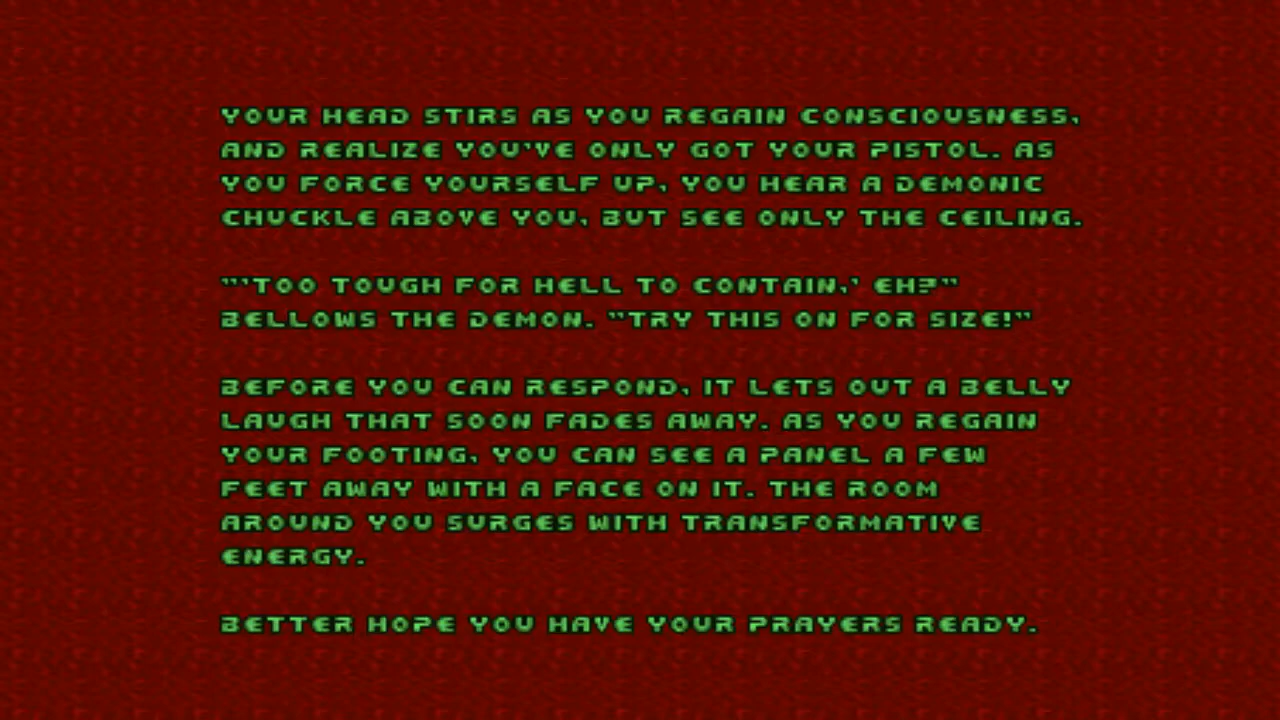 YOUR HEAD STIRS AS YOU REGAIN CONSCIOUSNESS,
AND REALIZE YOU'VE ONLY GOT YOUR PISTOL. AS
YOU FORCE YOURSELF UP, YOU HEAR A DEMONIC
CHUCKLE ABOVE YOU, BUT SEE ONLY THE CEILING.
"'TOO TOUGH FOR HELL TO CONTAIN,' EH?"
BELLOWS THE DEMON. "TRY THIS ON FOR SIZE!"
BEFORE YOU CAN RESPOND, IT LETS OUT A BELLY
LAUGH THAT SOON FADES AWAY. AS YOU REGAIN
YOUR FOOTING, YOU CAN SEE A PANEL A FEW
FEET AWAY WITH A FACE ON IT. THE ROOM
AROUND YOU SURGES WITH TRANSFORMATIVE
ENERGY.
BETTER HOPE YOU HAVE YOUR PRAYERS READY.